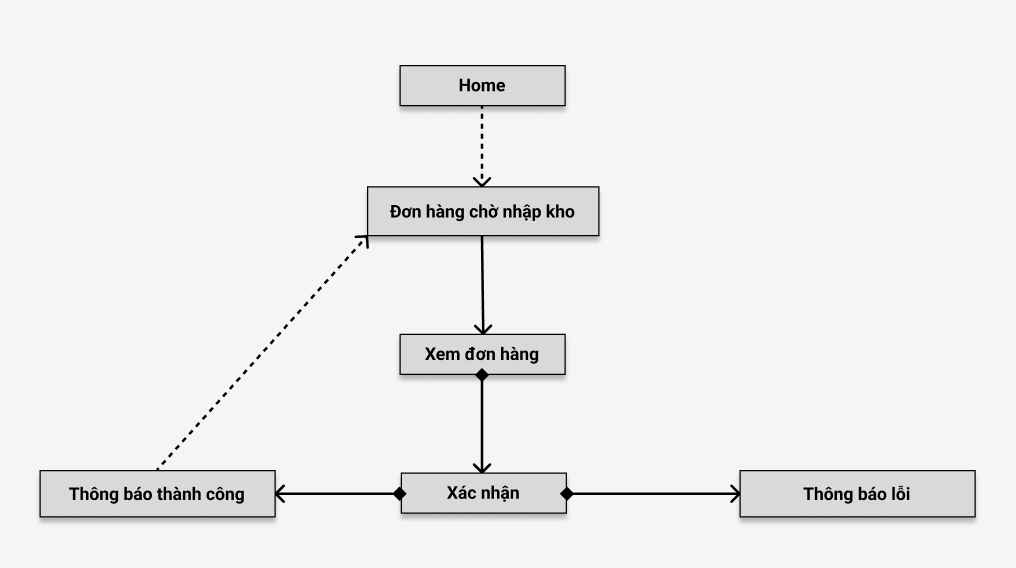 Home
Đơn hàng chờ nhập kho
Xem đơn hàng
Thông báo thành công
Xác nhận
Thông báo lỗi